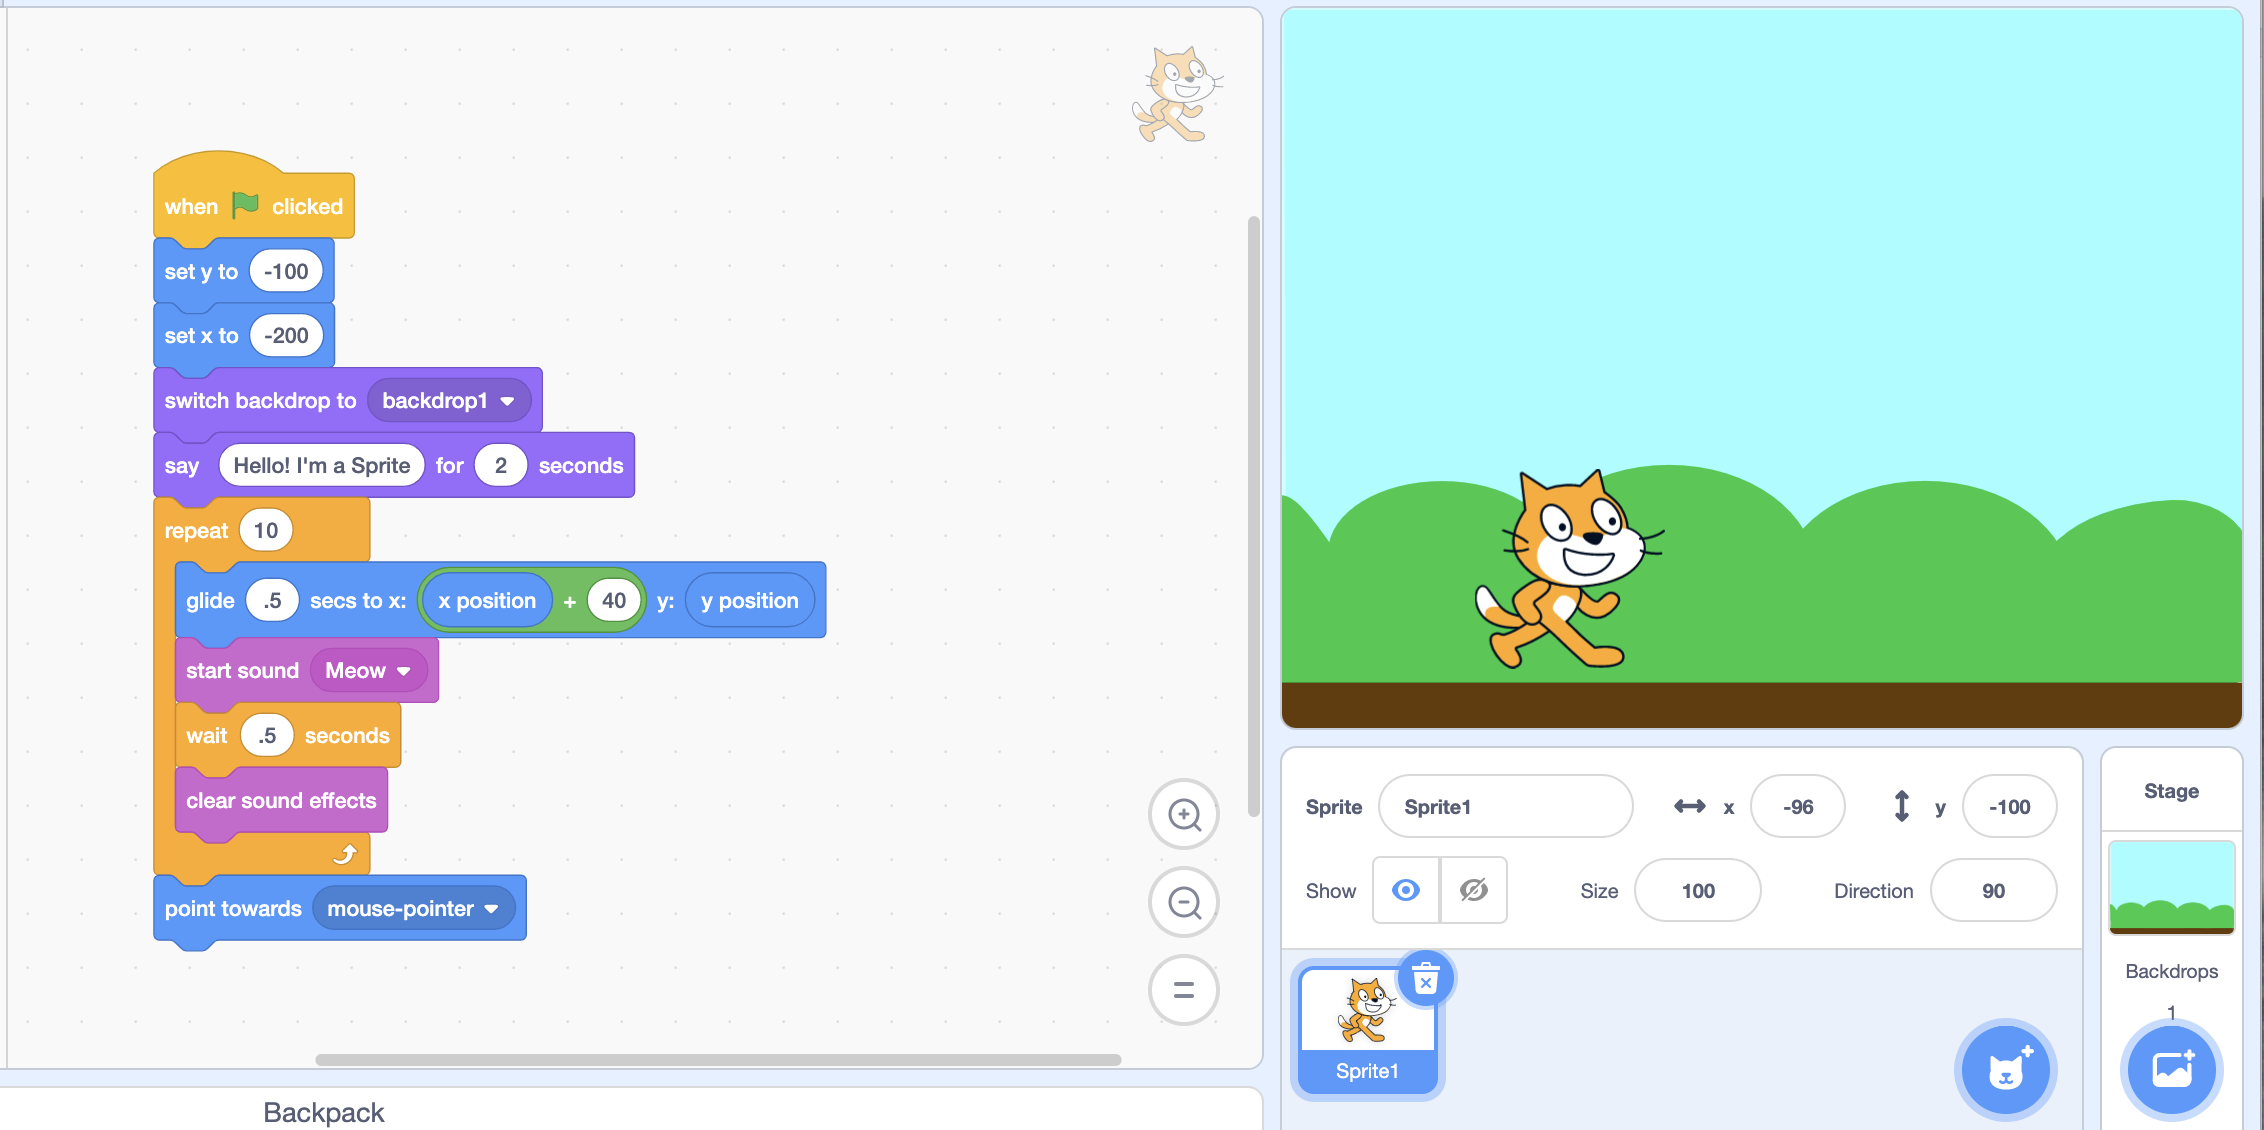 when clicked
set y to -100
set x to -200
switch backdrop to backdrop1
say Hello! I'm a Sprite for 2 seconds
repeat 10
glide .5 secs to x: x position + 40 y: y position
start sound Meow
wait .5 seconds
clear sound effects
point towards mouse-pointer
Backpack
Sprite Sprite1 x -96 y -100
Show Size 100 Direction 90
Sprite1
Stage
Backdrops
1